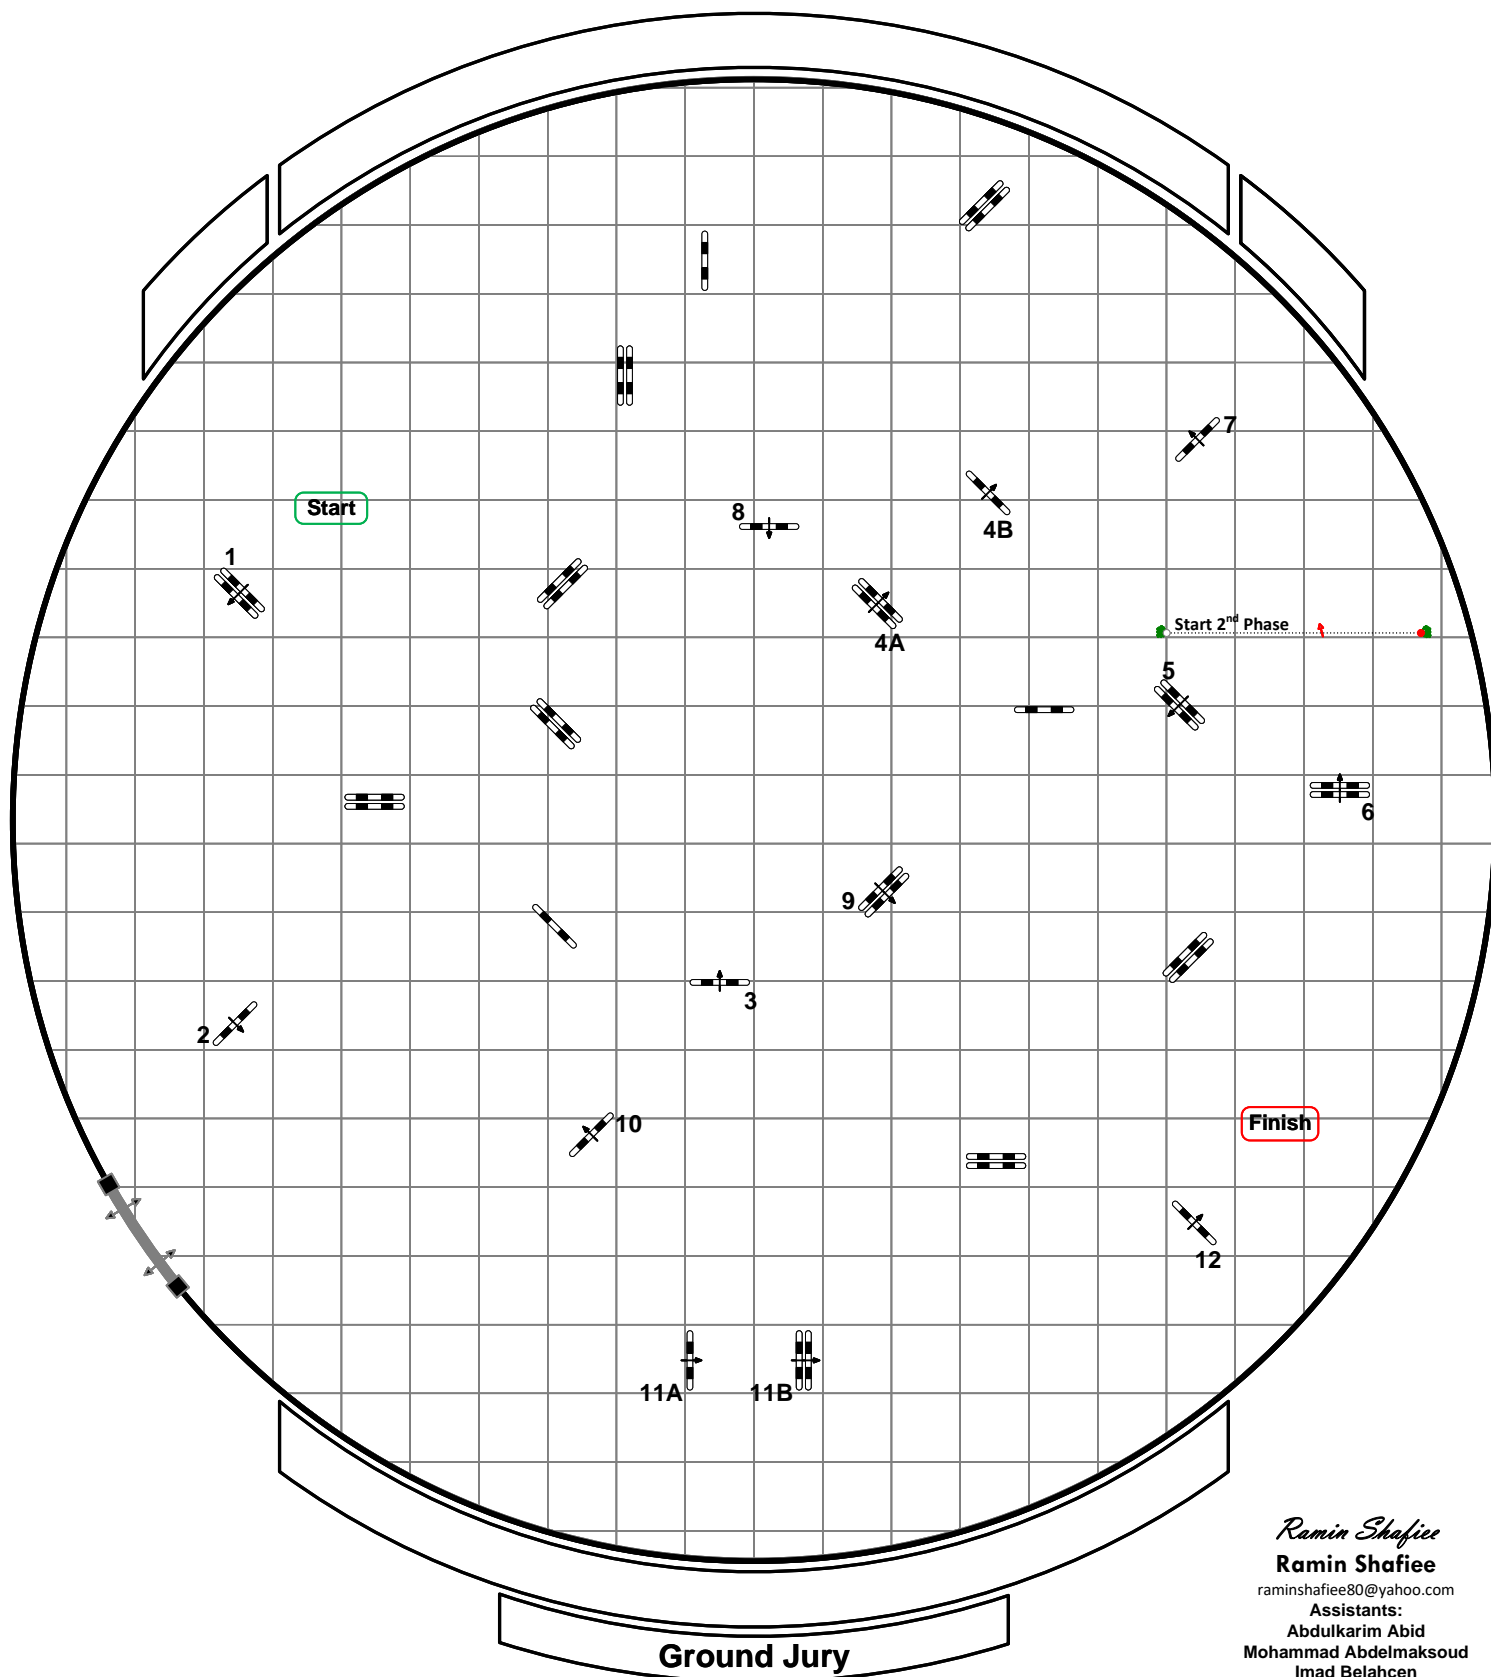 7
Start
8
4B
1
Start 2nd Phase
4A
5
6
9
3
2
10
Finish
12
11A
11B
Ramin Shafiee
Ramin Shafiee
raminshafiee80@yahoo.com
Assistants:
Abdulkarim Abid
Mohammad Abdelmaksoud
Imad Belahcen
Ground Jury